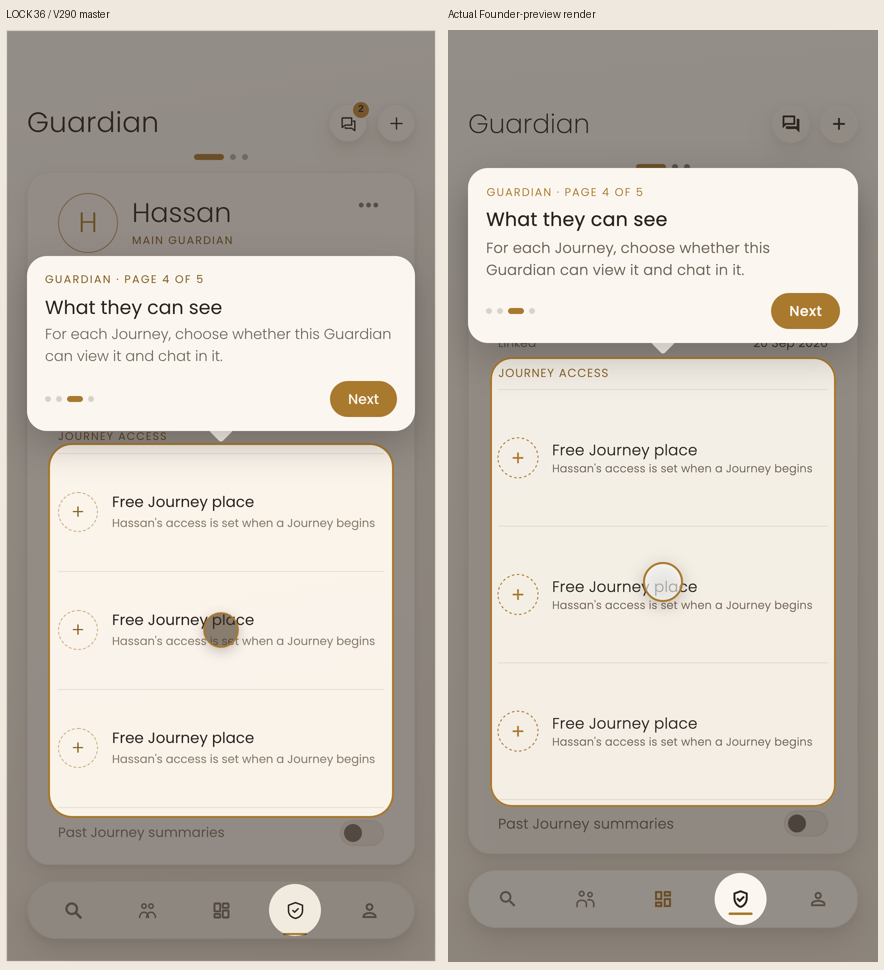 LOCK 36 / V290 master
Guardian
2
H
Hassan
MAIN GUARDIAN
GUARDIAN · PAGE 4 OF 5
What they can see
For each Journey, choose whether this Guardian
can view it and chat in it.
Next
JOURNEY ACCESS
Free Journey place
Hassan's access is set when a Journey begins
Free Journey place
Hassan's access is set when a Journey begins
Free Journey place
Hassan's access is set when a Journey begins
Past Journey summaries
Actual Founder-preview render
Guardian
GUARDIAN · PAGE 4 OF 5
What they can see
For each Journey, choose whether this
Guardian can view it and chat in it.
Next
Linked 20 Sep 2026
JOURNEY ACCESS
Free Journey place
Hassan's access is set when a Journey begins
Free Journey place
Hassan's access is set when a Journey begins
Free Journey place
Hassan's access is set when a Journey begins
Past Journey summaries